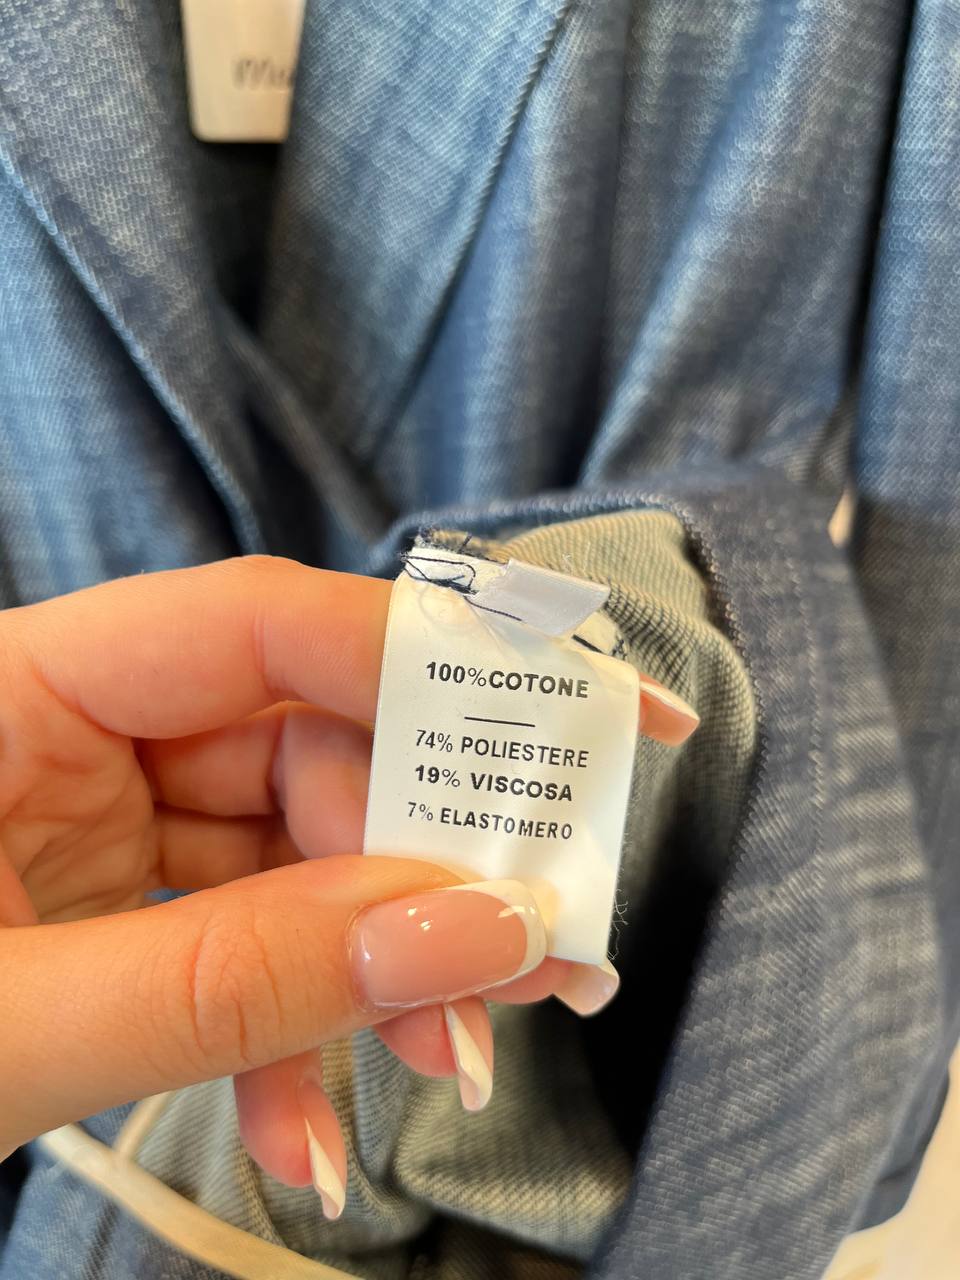 100%COTONE
74% POLIESTERE
19% VISCOSA
7% ELASTOMERO